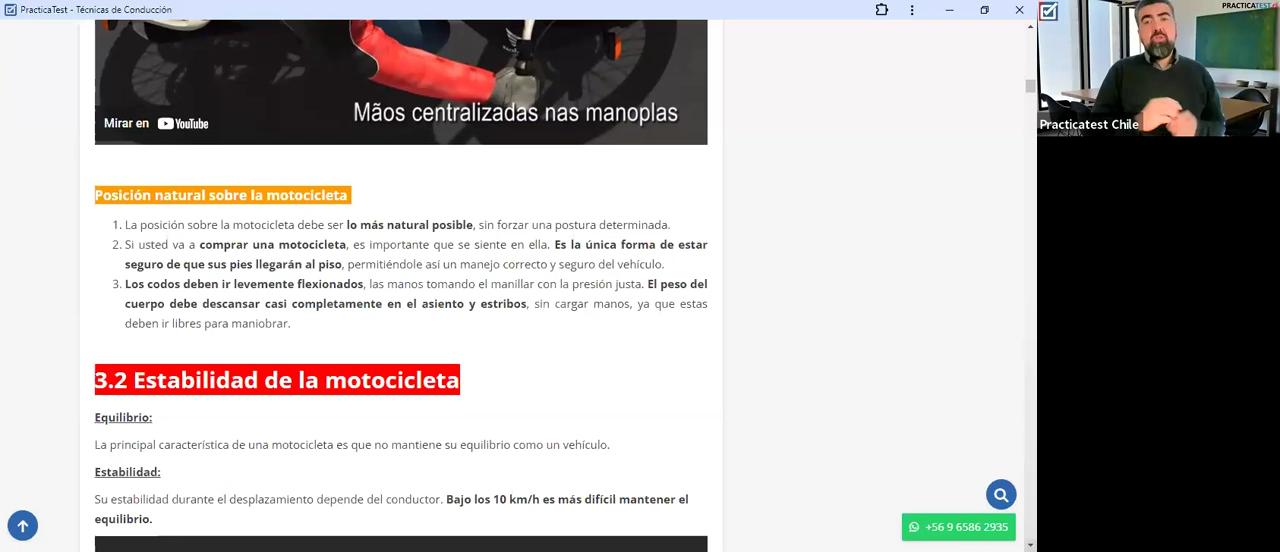 PracticaTest - Técnicas de Conducción
PRACTICATEST
Mãos centralizadas nas manoplas
Mirar en YouTube
Practicatest Chile
Posición natural sobre la motocicleta
1. La posición sobre la motocicleta debe ser lo más natural posible, sin forzar una postura determinada.
2. Si usted va a comprar una motocicleta, es importante que se siente en ella. Es la única forma de estar
seguro de que sus pies llegarán al piso, permitiéndole así un manejo correcto y seguro del vehículo.
3. Los codos deben ir levemente flexionados, las manos tomando el manillar con la presión justa. El peso del
cuerpo debe descansar casi completamente en el asiento y estribos, sin cargar manos, ya que estas
deben ir libres para maniobrar.
3.2 Estabilidad de la motocicleta
Equilibrio:
La principal característica de una motocicleta es que no mantiene su equilibrio como un vehículo.
Estabilidad:
Su estabilidad durante el desplazamiento depende del conductor. Bajo los 10 km/h es más difícil mantener el
equilibrio.
+56 9 6586 2935